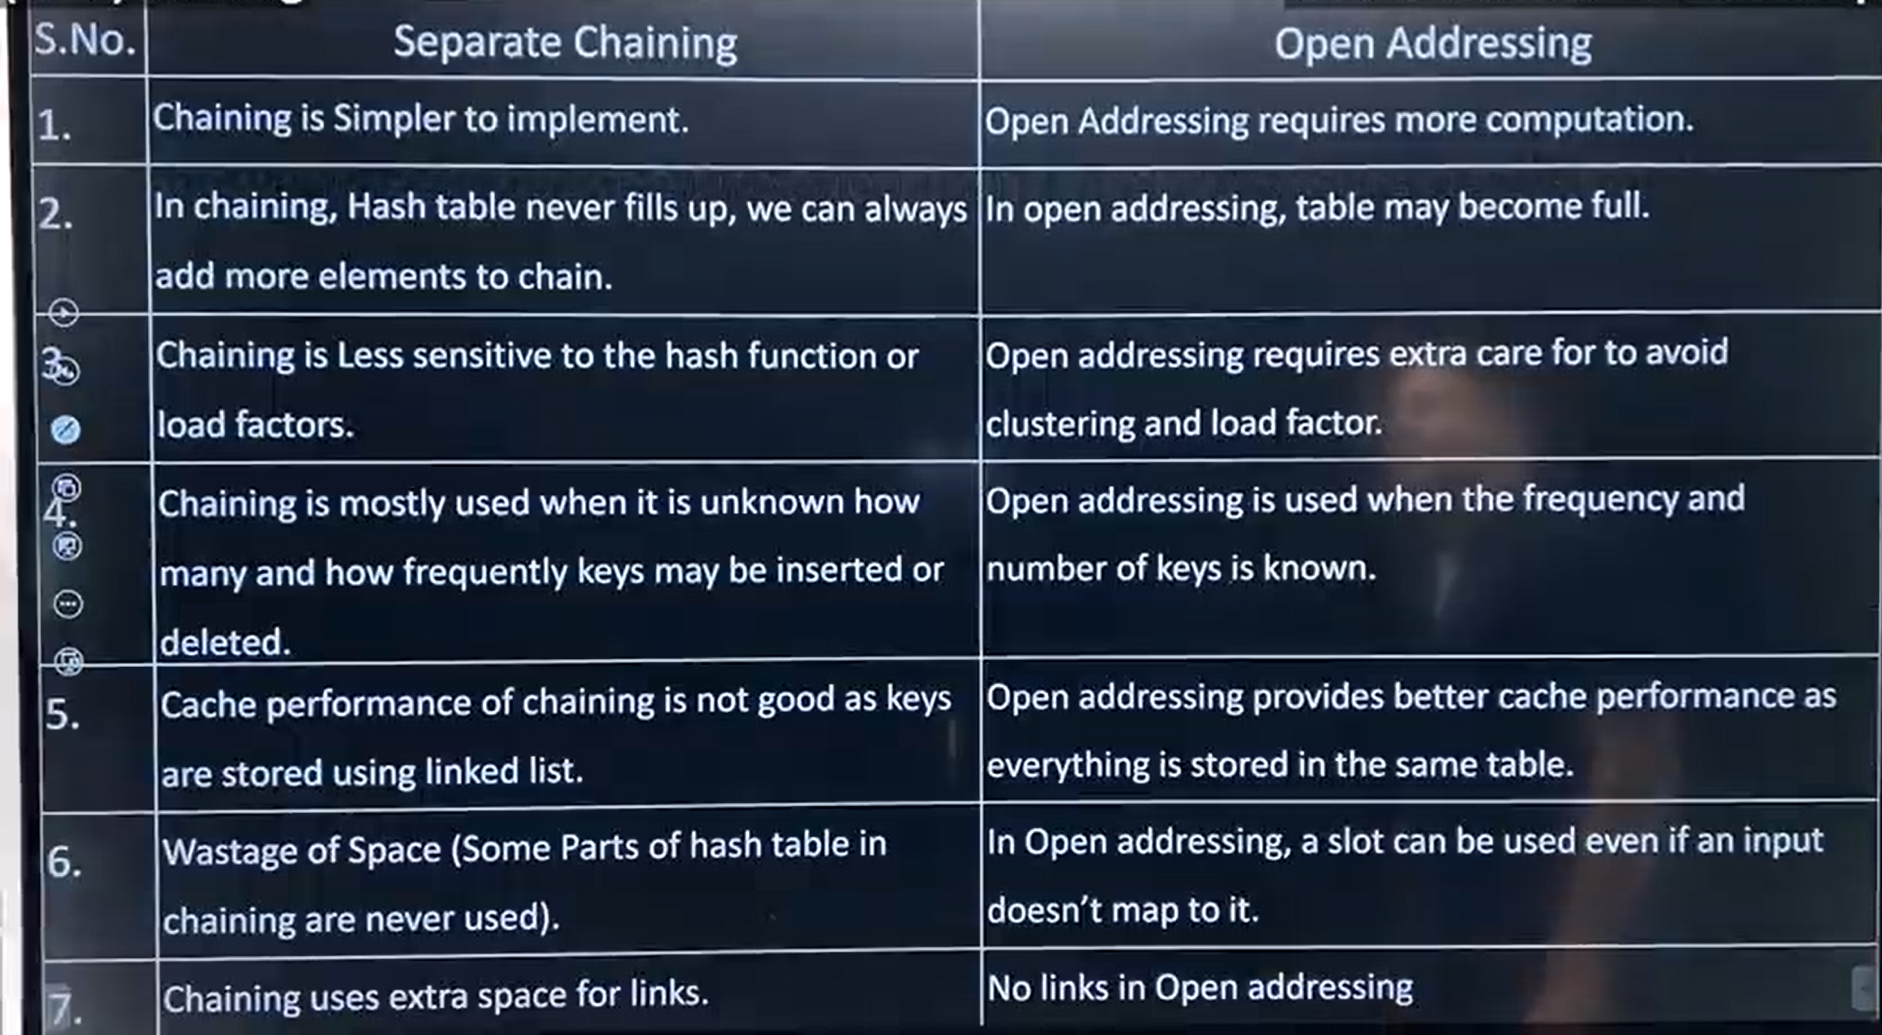 S.No. Separate Chaining Open Addressing
1. Chaining is Simpler to implement. Open Addressing requires more computation.
2. In chaining, Hash table never fills up, we can always In open addressing, table may become full.
add more elements to chain.
3. Chaining is Less sensitive to the hash function or Open addressing requires extra care for to avoid
load factors. clustering and load factor.
4. Chaining is mostly used when it is unknown how Open addressing is used when the frequency and
many and how frequently keys may be inserted or number of keys is known.
deleted.
5. Cache performance of chaining is not good as keys Open addressing provides better cache performance as
are stored using linked list. everything is stored in the same table.
6. Wastage of Space (Some Parts of hash table in In Open addressing, a slot can be used even if an input
chaining are never used). doesn't map to it.
7. Chaining uses extra space for links. No links in Open addressing